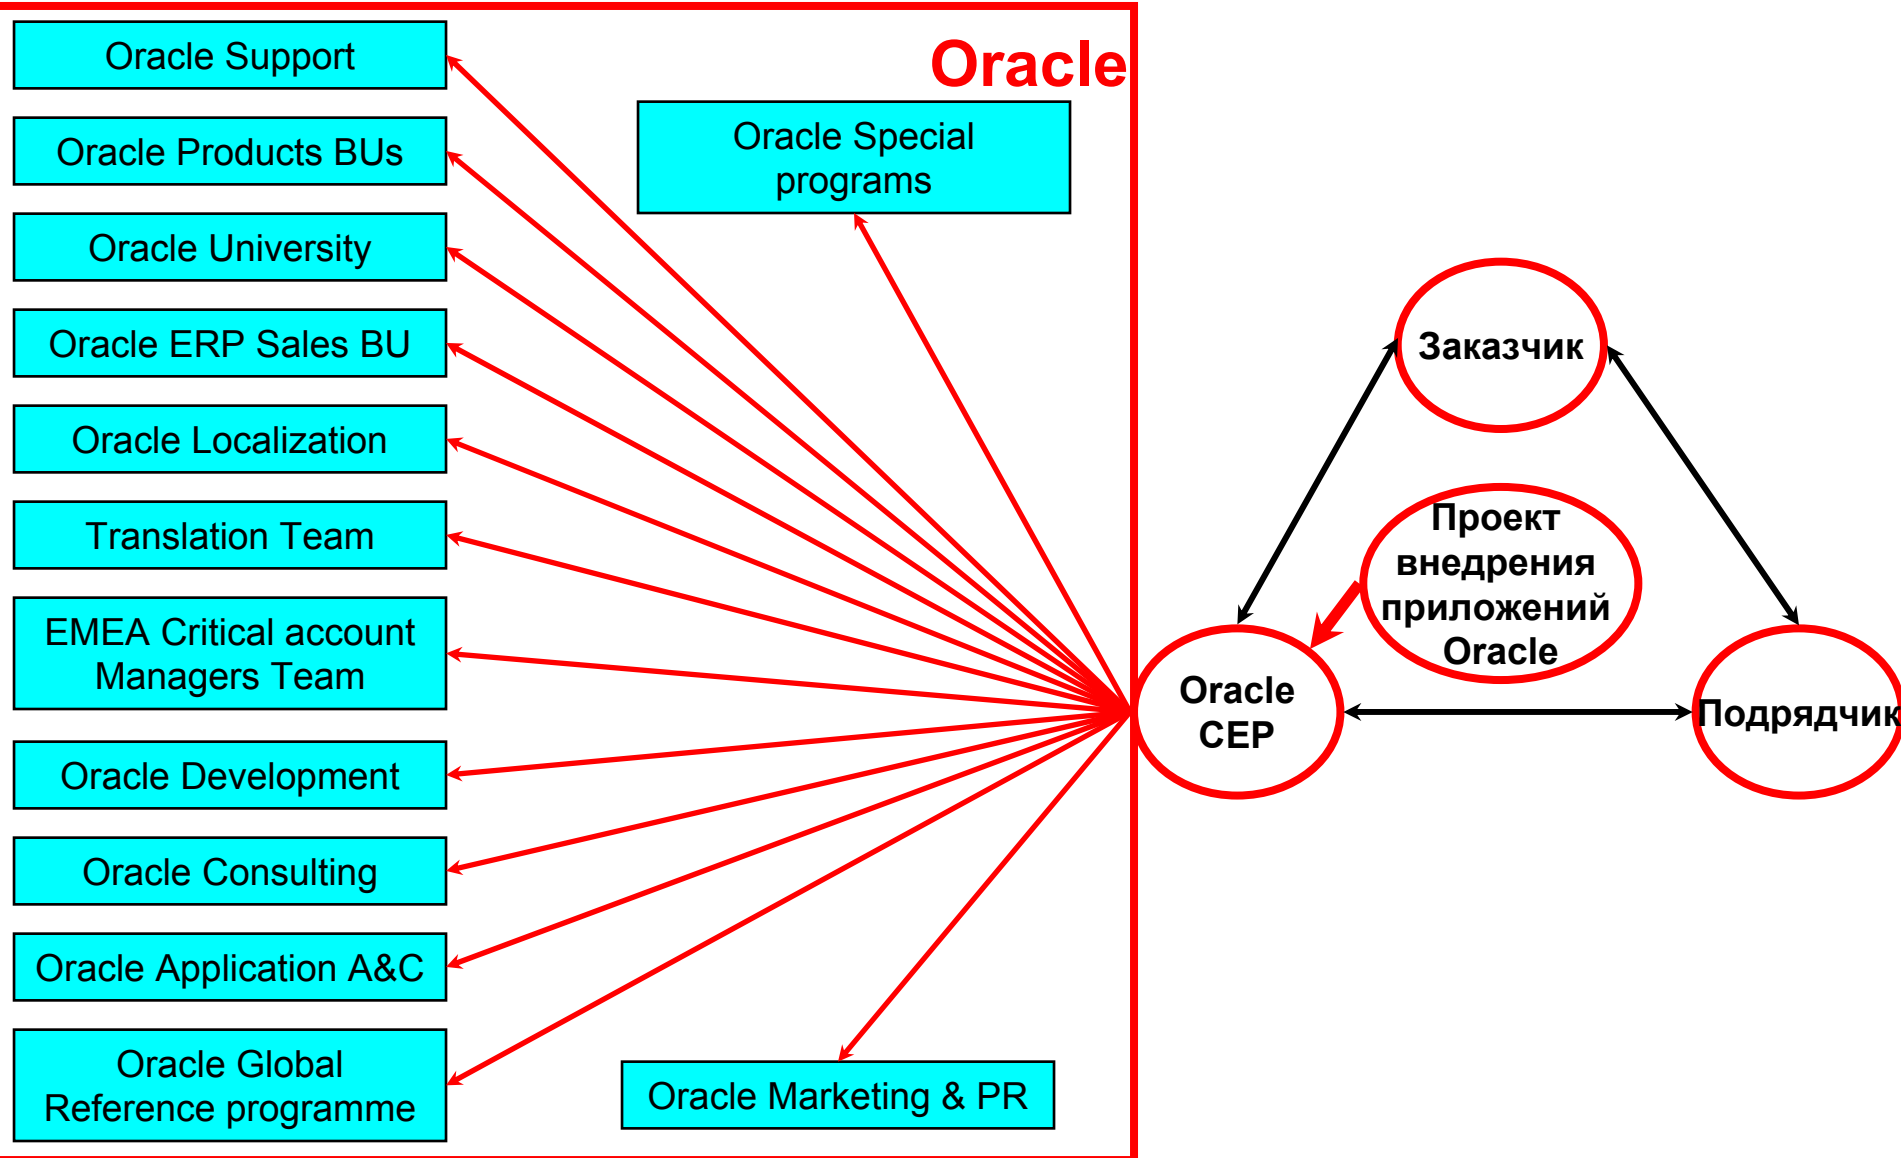 Oracle
Oracle Support
Oracle Products BUs
Oracle University
Oracle ERP Sales BU
Oracle Localization
Translation Team
EMEA Critical account
Managers Team
Oracle Development
Oracle Consulting
Oracle Application A&C
Oracle Global
Reference programme
Oracle Special
programs
Oracle Marketing & PR
Заказчик
Проект
внедрения
приложений
Oracle
Oracle
CEP
Подрядчик